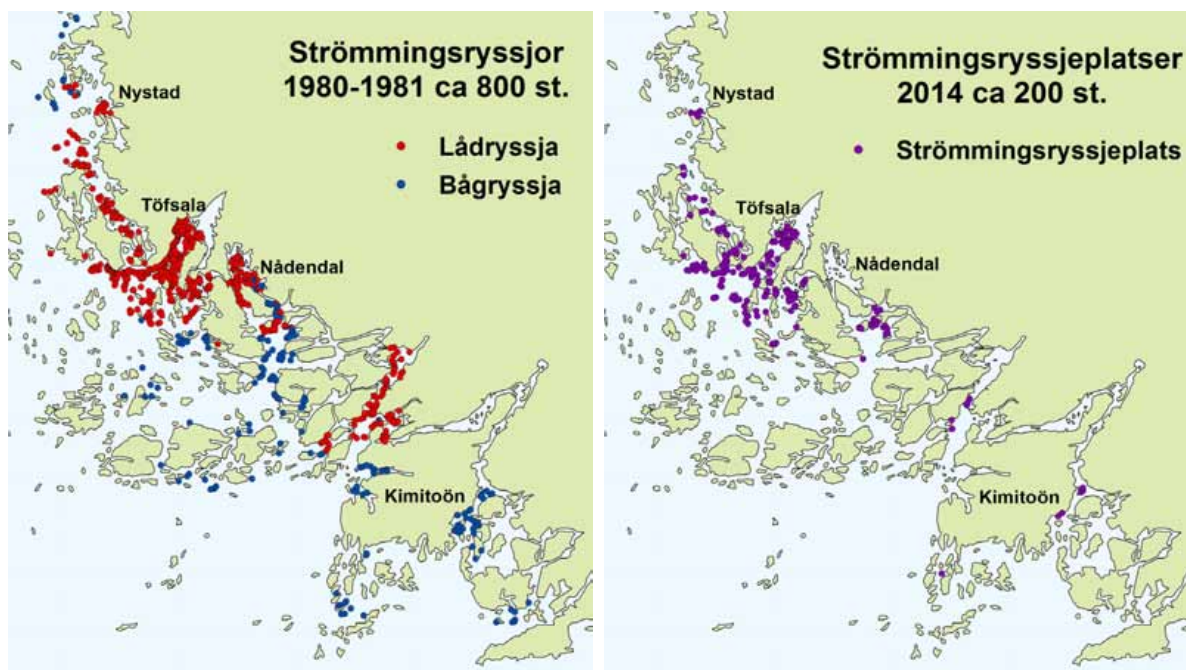 Strömmingsryssjor
1980-1981 ca 800 st.
Nystad
Lådryssja
Bågryssja
Töfsala
Nådendal
Kimitoön
Strömmingsryssjeplatser
2014 ca 200 st.
Nystad
Strömmingsryssjeplats
Töfsala
Nådendal
Kimitoön